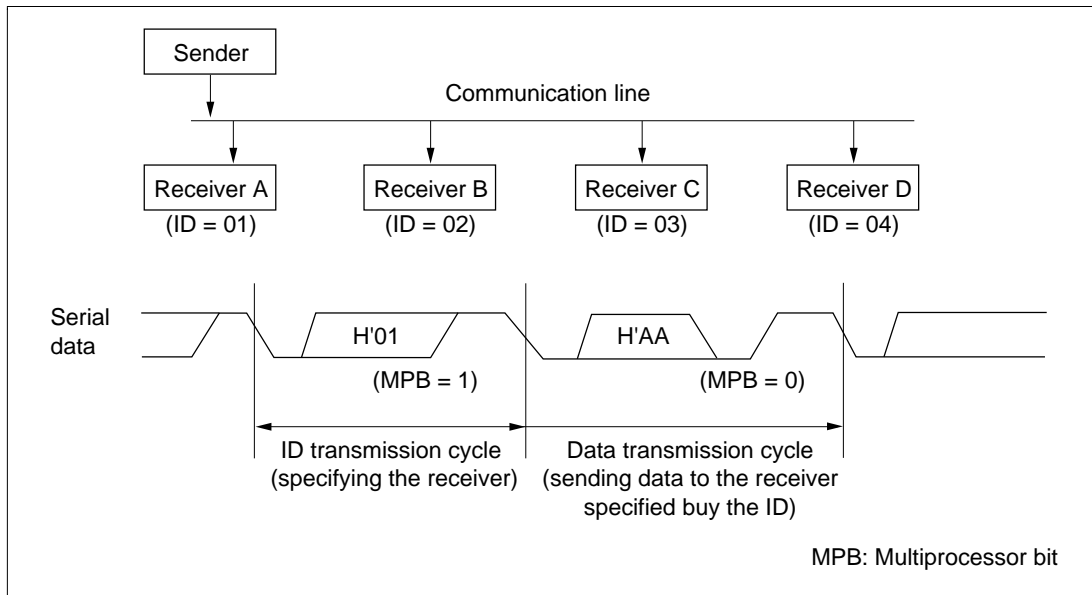 Sender
Communication line
Receiver A
Receiver B
Receiver C
Receiver D
(ID = 01)
(ID = 02)
(ID = 03)
(ID = 04)
Serial
data
H'01
H'AA
(MPB = 1)
(MPB = 0)
ID transmission cycle
(specifying the receiver)
Data transmission cycle
(sending data to the receiver
specified buy the ID)
MPB: Multiprocessor bit